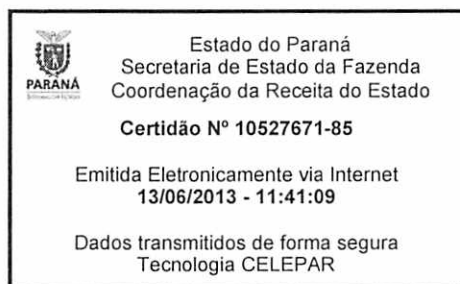 PARANÁ
Estado do Paraná
Secretaria de Estado da Fazenda
Coordenação da Receita do Estado
Certidão Nº 10527671-85
Emitida Eletronicamente via Internet
13/06/2013 - 11:41:09
Dados transmitidos de forma segura
Tecnologia CELEPAR